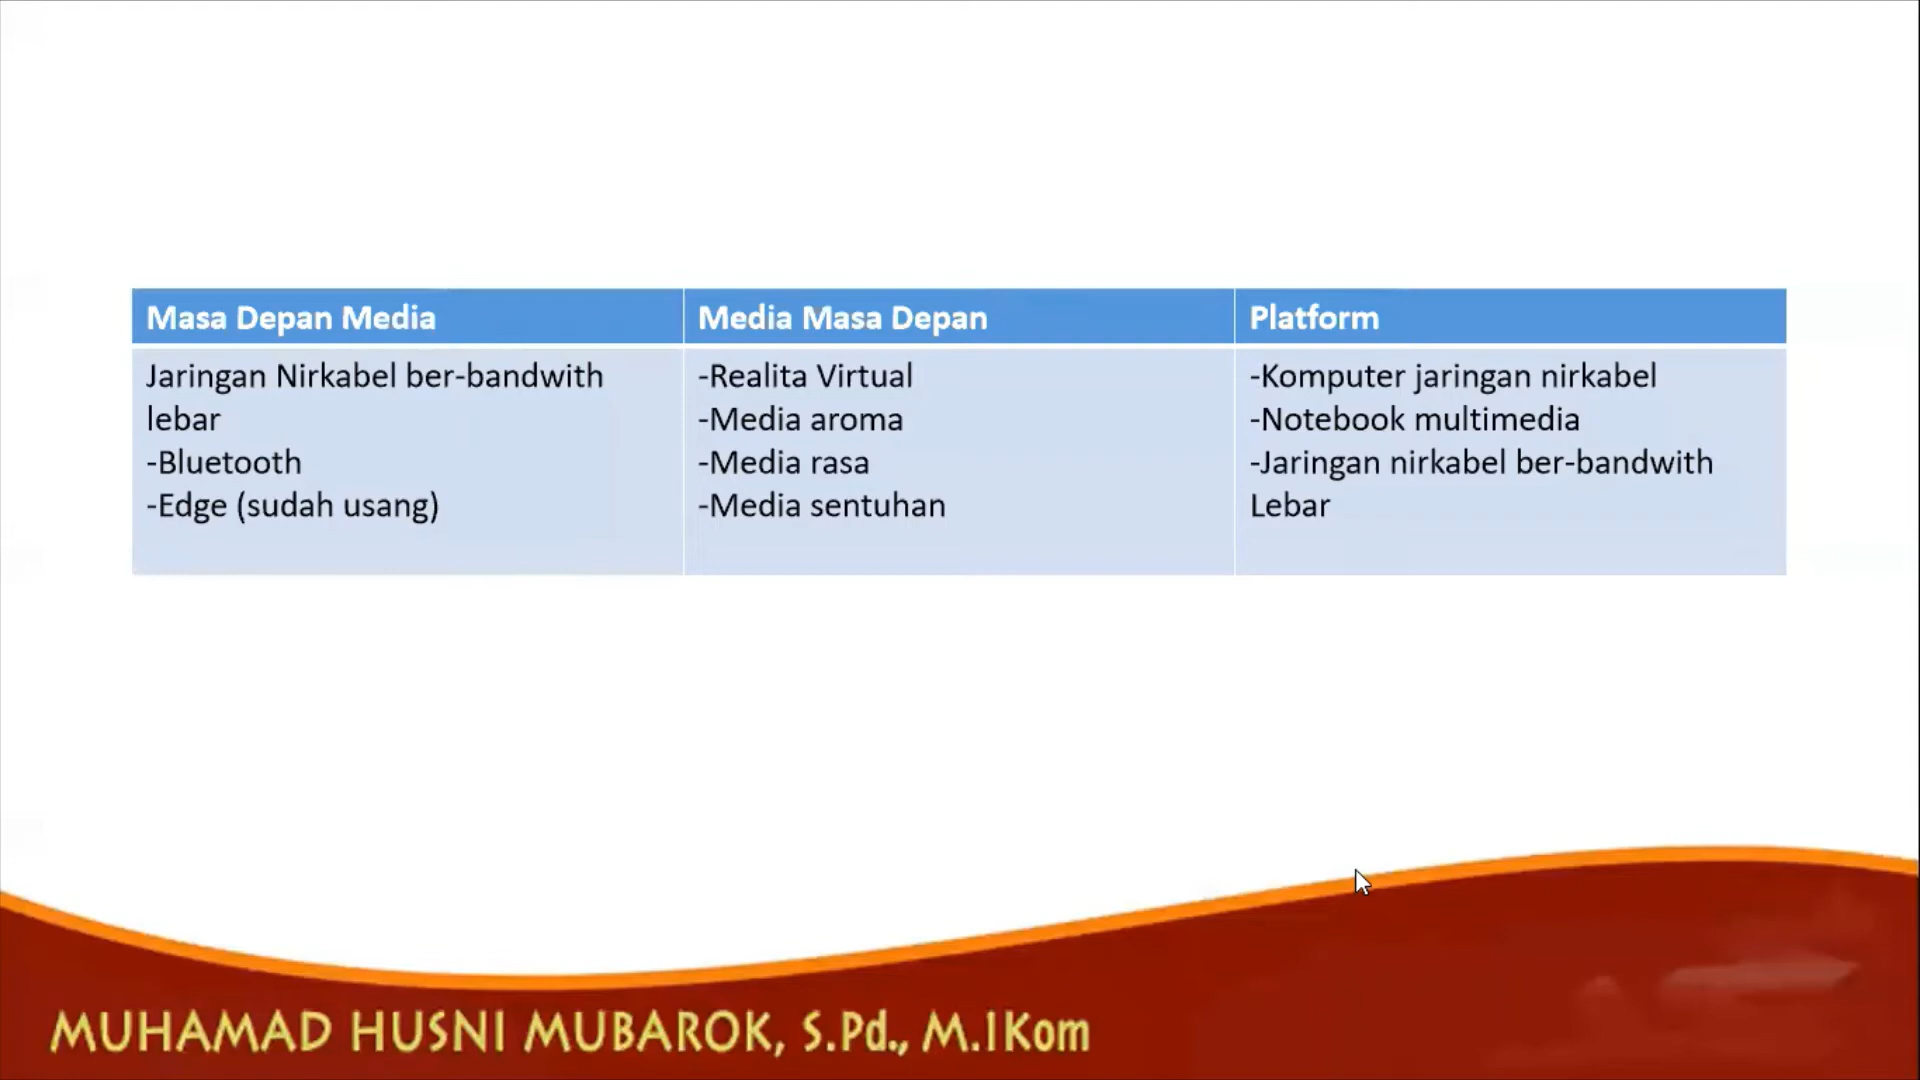 Masa Depan Media
Media Masa Depan
Platform
Jaringan Nirkabel ber-bandwith
lebar
-Bluetooth
-Edge (sudah usang)
-Realita Virtual
-Media aroma
-Media rasa
-Media sentuhan
-Komputer jaringan nirkabel
-Notebook multimedia
-Jaringan nirkabel ber-bandwith
Lebar
MUHAMAD HUSNI MUBAROK, S.Pd., M.IKom